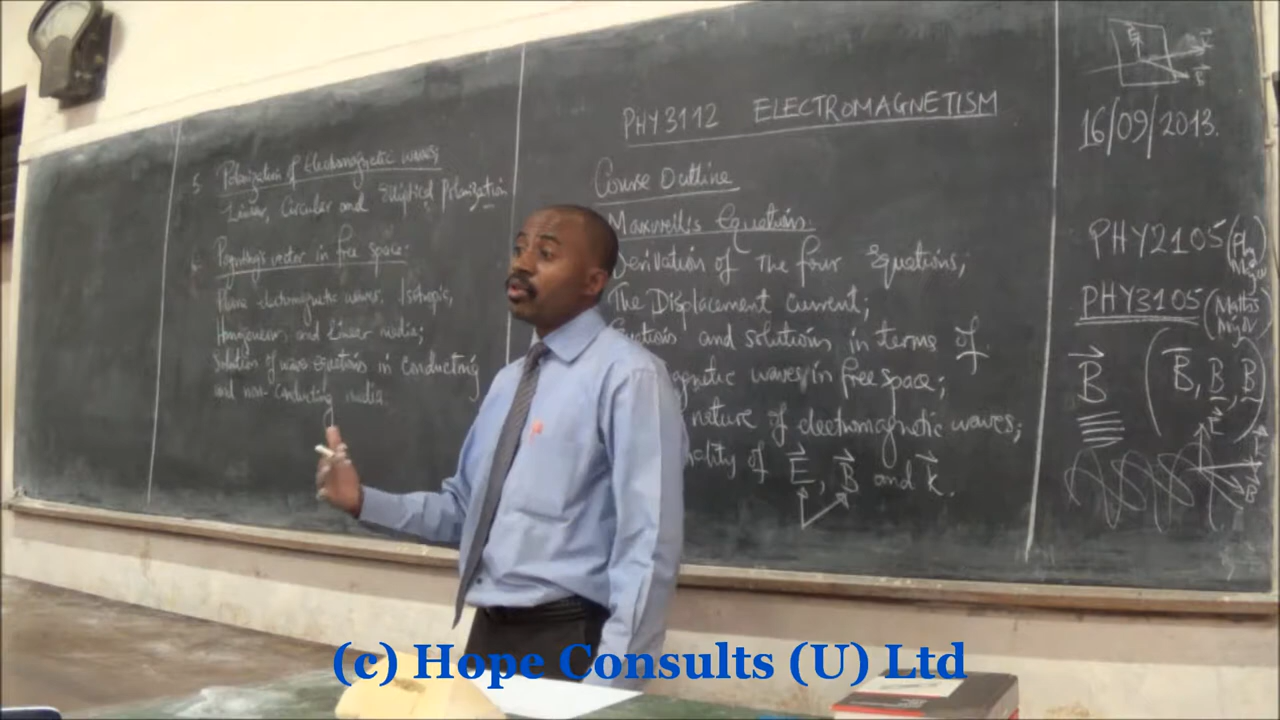 5. Polarization of Electromagnetic waves;
Linear, Circular and Elliptical Polarization
Poynting's vector in free space:
Plane electromagnetic waves; Isotropic,
Homogeneous and Linear media;
Solution of wave equations in conducting
and non-conducting media.
PHY3112 ELECTROMAGNETISM
Course Outline
Maxwell's Equations.
Derivation of The four Equations;
The Displacement current;
and solutions in terms of
waves in free space;
nature of electromagnetic waves;
of E⃗, B⃗ and k⃗.
16/09/2013.
PHY2105
PHY3105 (Maths
B⃗ (B, B, B)
(c) Hope Consults (U) Ltd